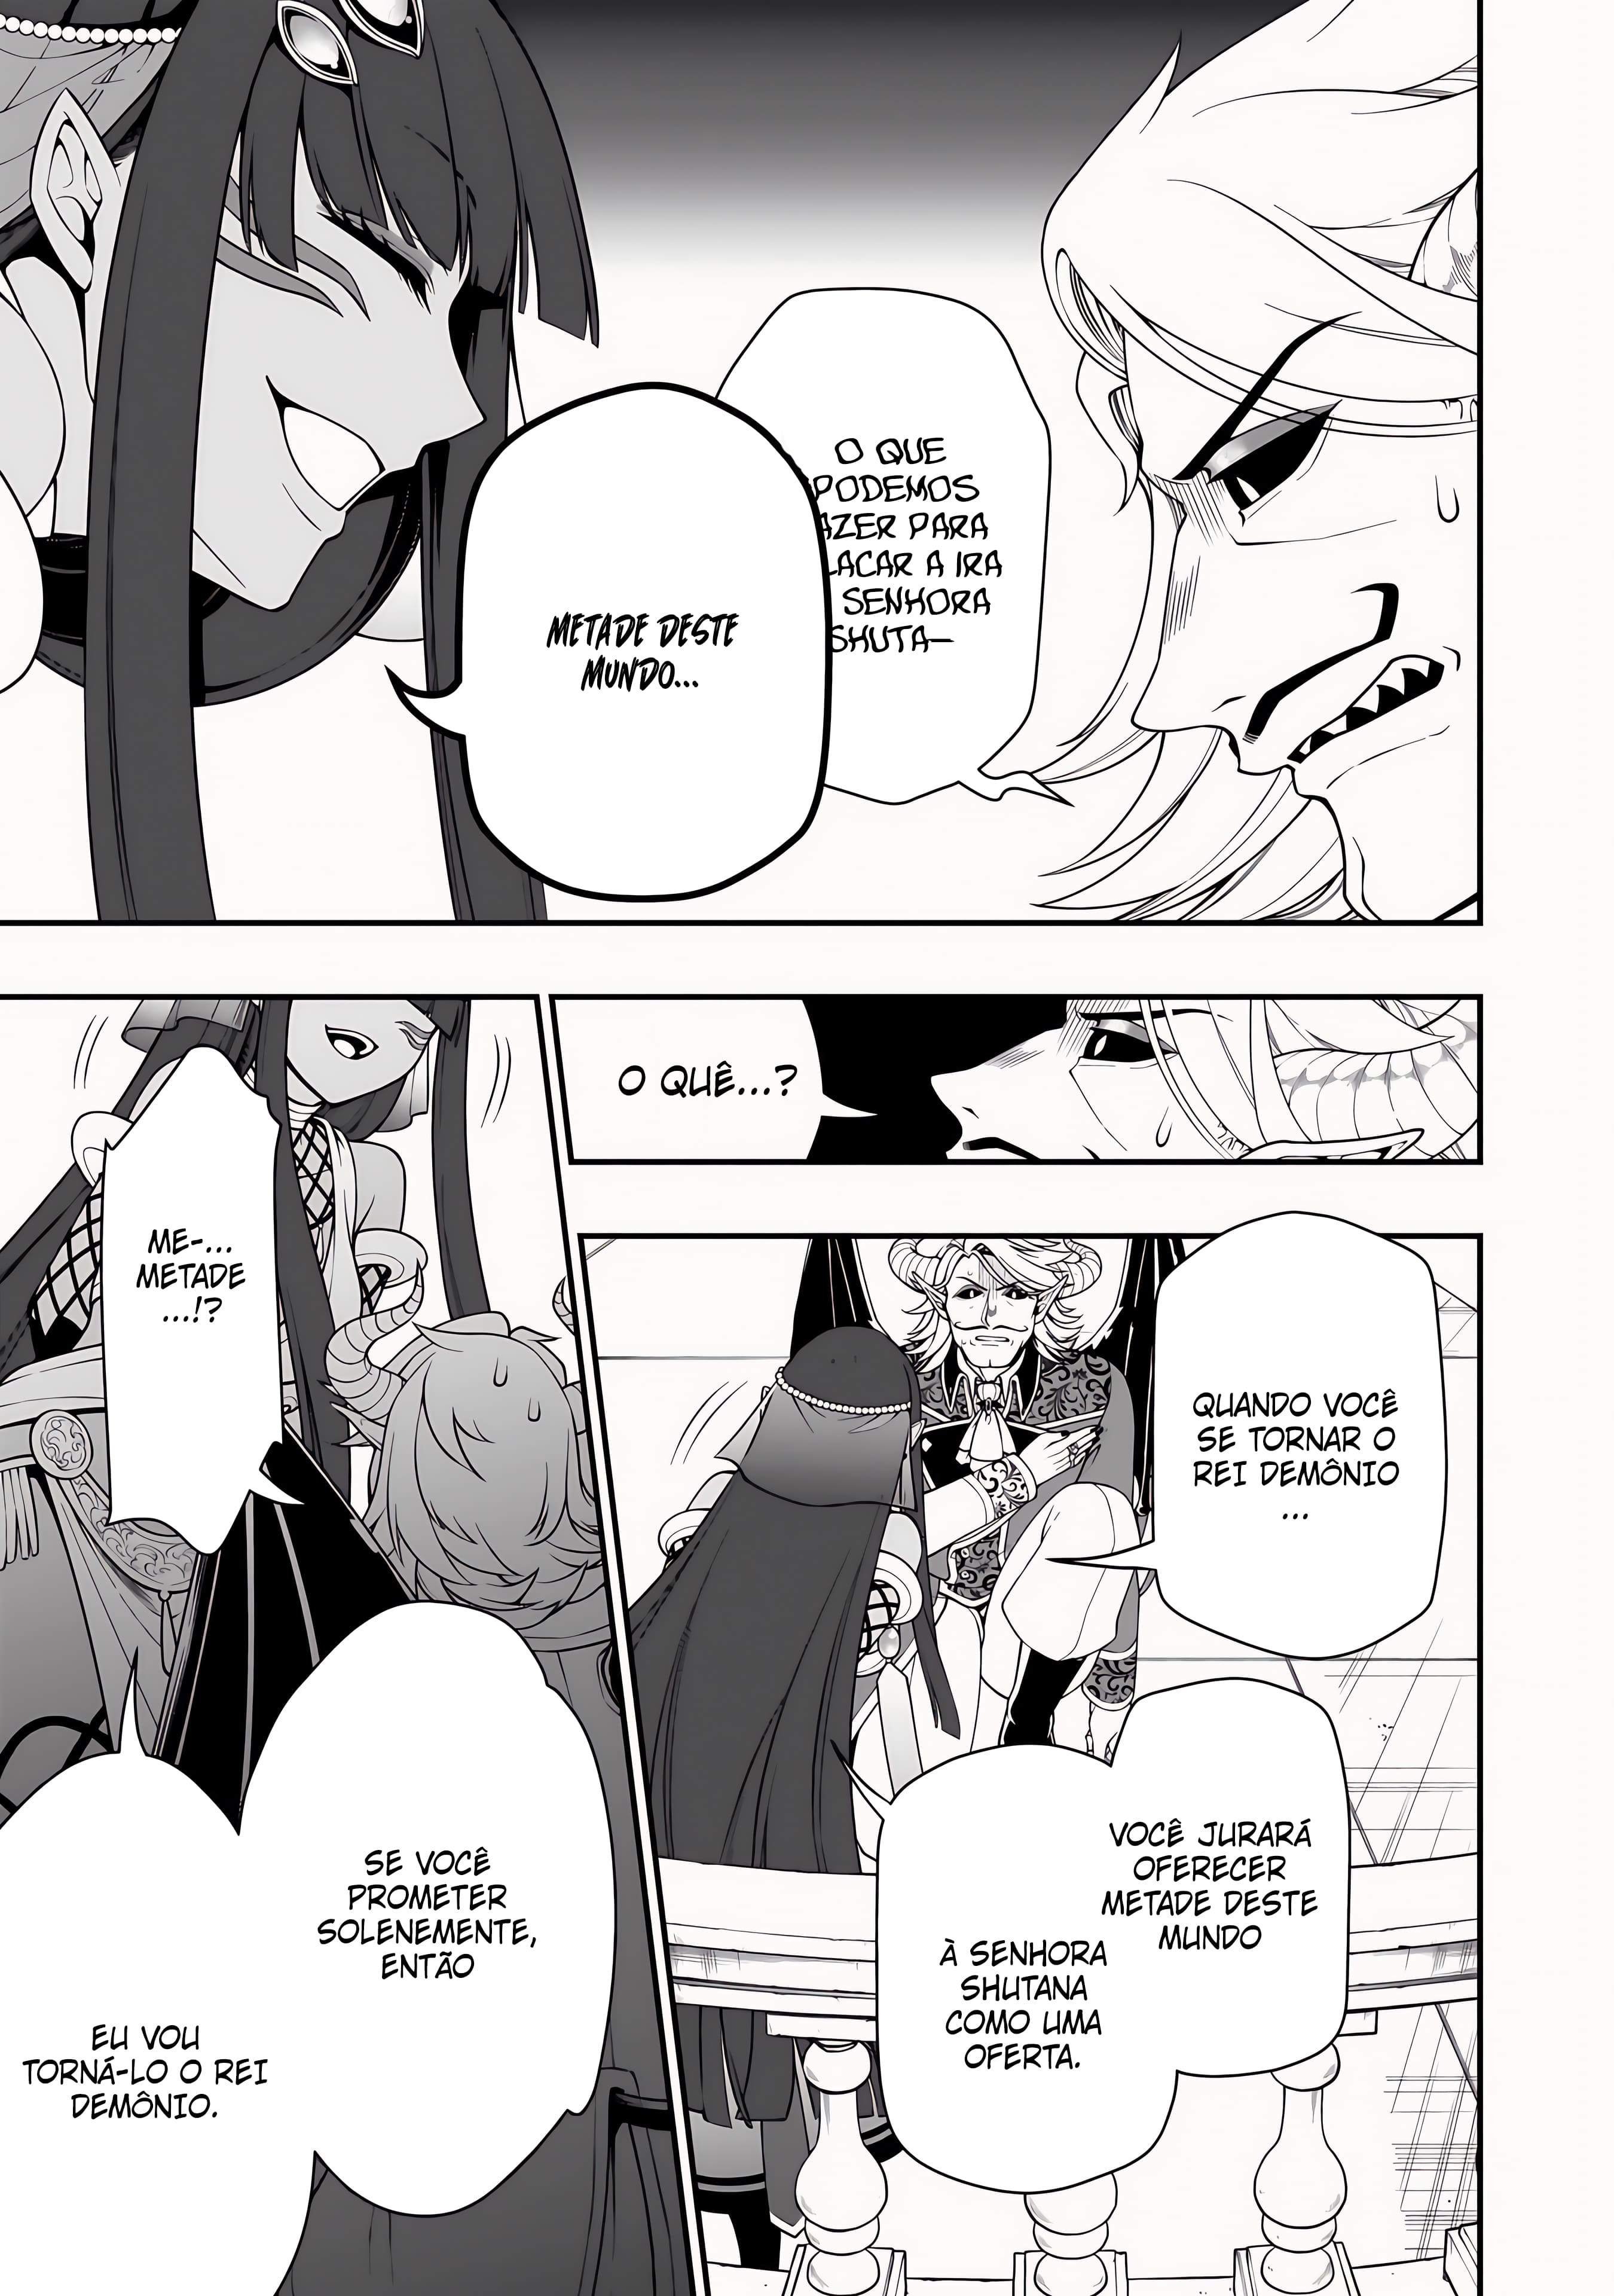 O QUE
PODEMOS
AZER PARA
LACAR A IRA
SENHORA
SHUTA—
METADE DESTE
MUNDO...
O QUÊ...?
QUANDO VOCÊ
SE TORNAR O
REI DEMÔNIO
...
VOCÊ JURARÁ
OFERECER
METADE DESTE
MUNDO
À SENHORA
SHUTANA
COMO UMA
OFERTA.
ME-...
METADE
...!?
SE VOCÊ
PROMETER
SOLENEMENTE,
ENTÃO
EU VOU
TORNÁ-LO O REI
DEMÔNIO.